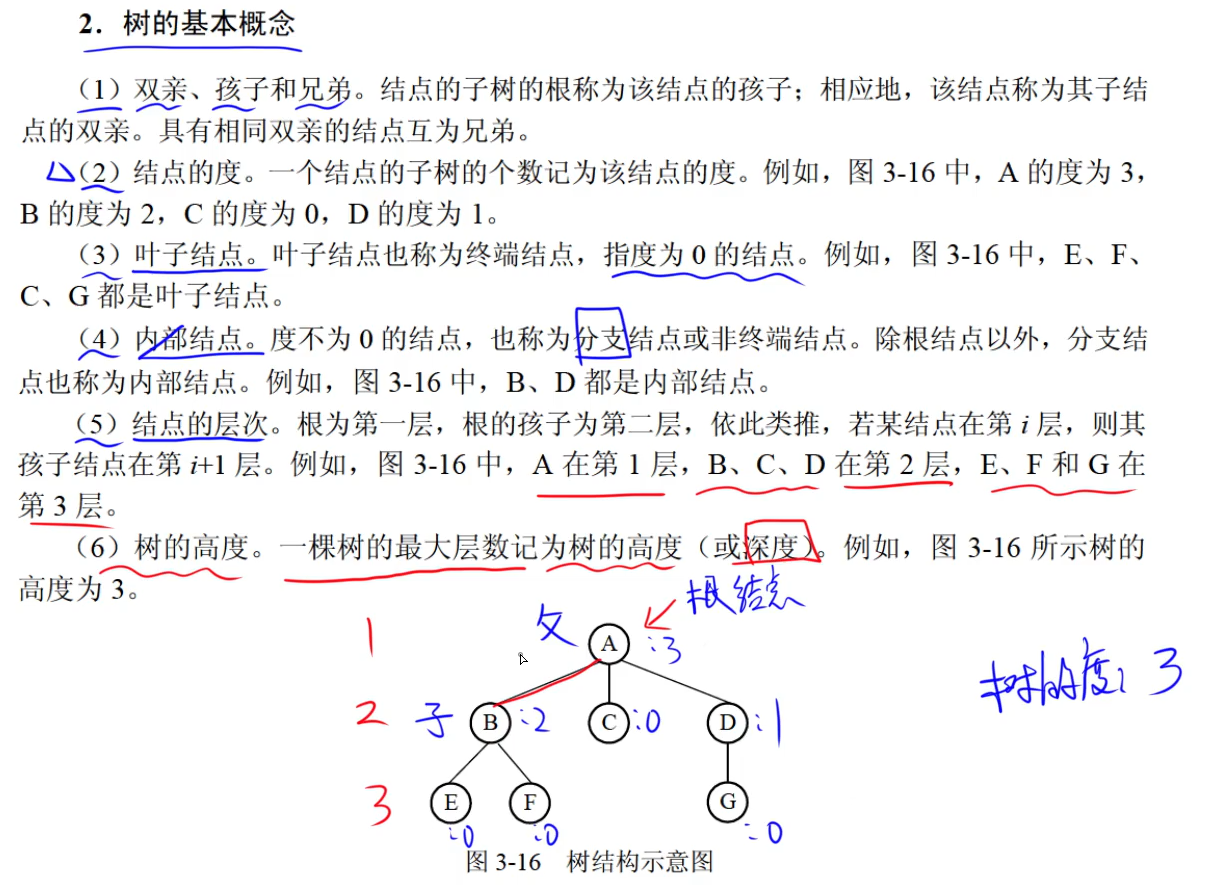 2．树的基本概念
（1）双亲、孩子和兄弟。结点的子树的根称为该结点的孩子；相应地，该结点称为其子结
点的双亲。具有相同双亲的结点互为兄弟。
（2）结点的度。一个结点的子树的个数记为该结点的度。例如，图 3-16 中，A 的度为 3，
B 的度为 2，C 的度为 0，D 的度为 1。
（3）叶子结点。叶子结点也称为终端结点，指度为 0 的结点。例如，图 3-16 中，E、F、
C、G 都是叶子结点。
（4）内部结点。度不为 0 的结点，也称为分支结点或非终端结点。除根结点以外，分支结
点也称为内部结点。例如，图 3-16 中，B、D 都是内部结点。
（5）结点的层次。根为第一层，根的孩子为第二层，依此类推，若某结点在第 i 层，则其
孩子结点在第 i+1 层。例如，图 3-16 中，A 在第 1 层，B、C、D 在第 2 层，E、F 和 G 在
第 3 层。
（6）树的高度。一棵树的最大层数记为树的高度（或深度）。例如，图 3-16 所示树的
高度为 3。
根结点
1 父 A :3
树的度: 3
2 子 B :2 C :0 D :1
3 E F G
:0 :0 :0
图 3-16 树结构示意图